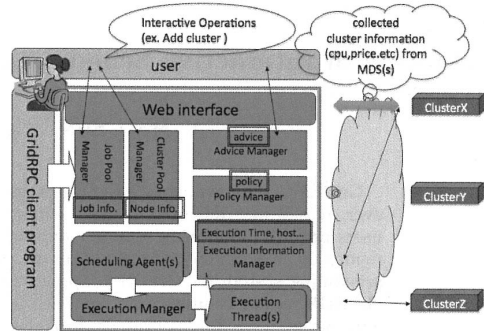 Interactive Operations
(ex. Add cluster )
collected
cluster information
(cpu,price.etc) from
MDS(s)
user
Web interface
GridRPC client program
Job Pool
Manager
Job Info.
Cluster Pool
Manager
Node Info.
advice
Advice Manager
policy
Policy Manager
Execution Time, host...
Execution Information
Manager
Scheduling Agent(s)
Execution Manger
Execution
Thread(s)
ClusterX
ClusterY
ClusterZ